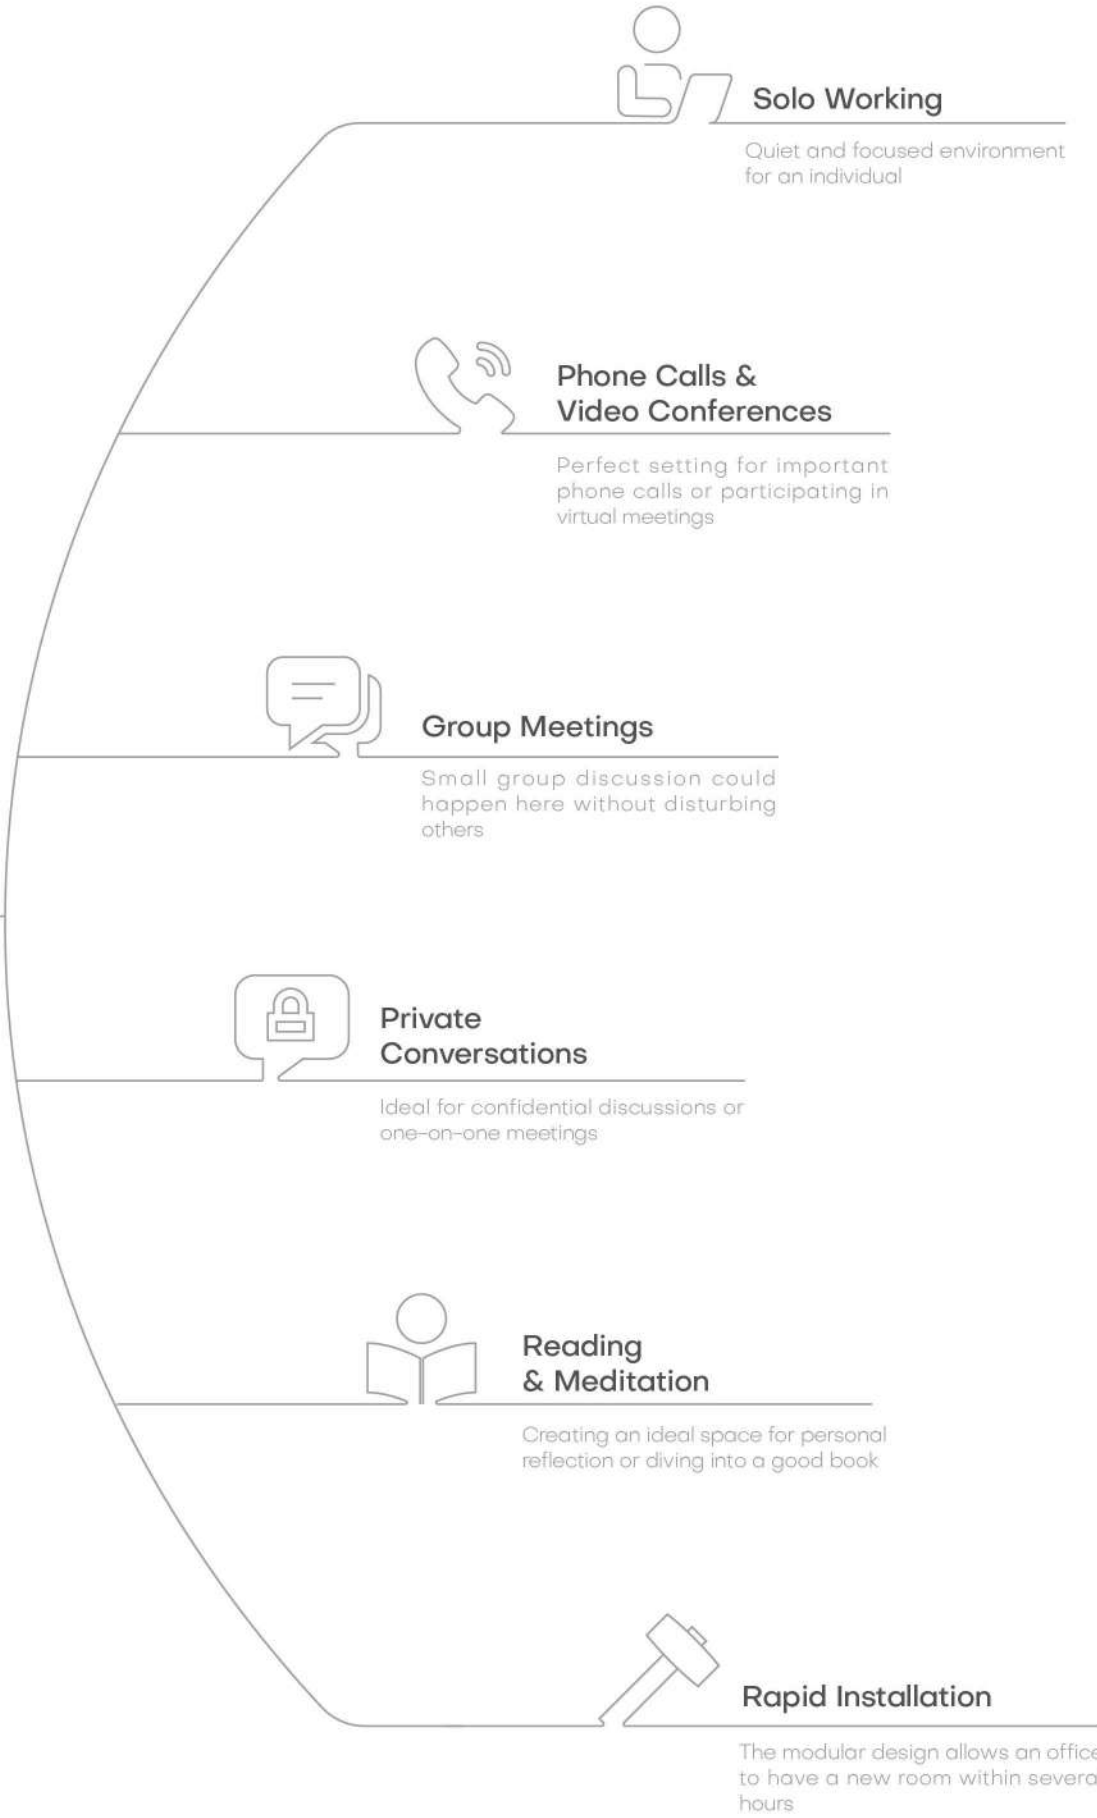 Solo Working
Quiet and focused environment
for an individual
Phone Calls &
Video Conferences
Perfect setting for important
phone calls or participating in
virtual meetings
Group Meetings
Small group discussion could
happen here without disturbing
others
Private
Conversations
Ideal for confidential discussions or
one-on-one meetings
Reading
& Meditation
Creating an ideal space for personal
reflection or diving into a good book
Rapid Installation
The modular design allows an office
to have a new room within severa
hours